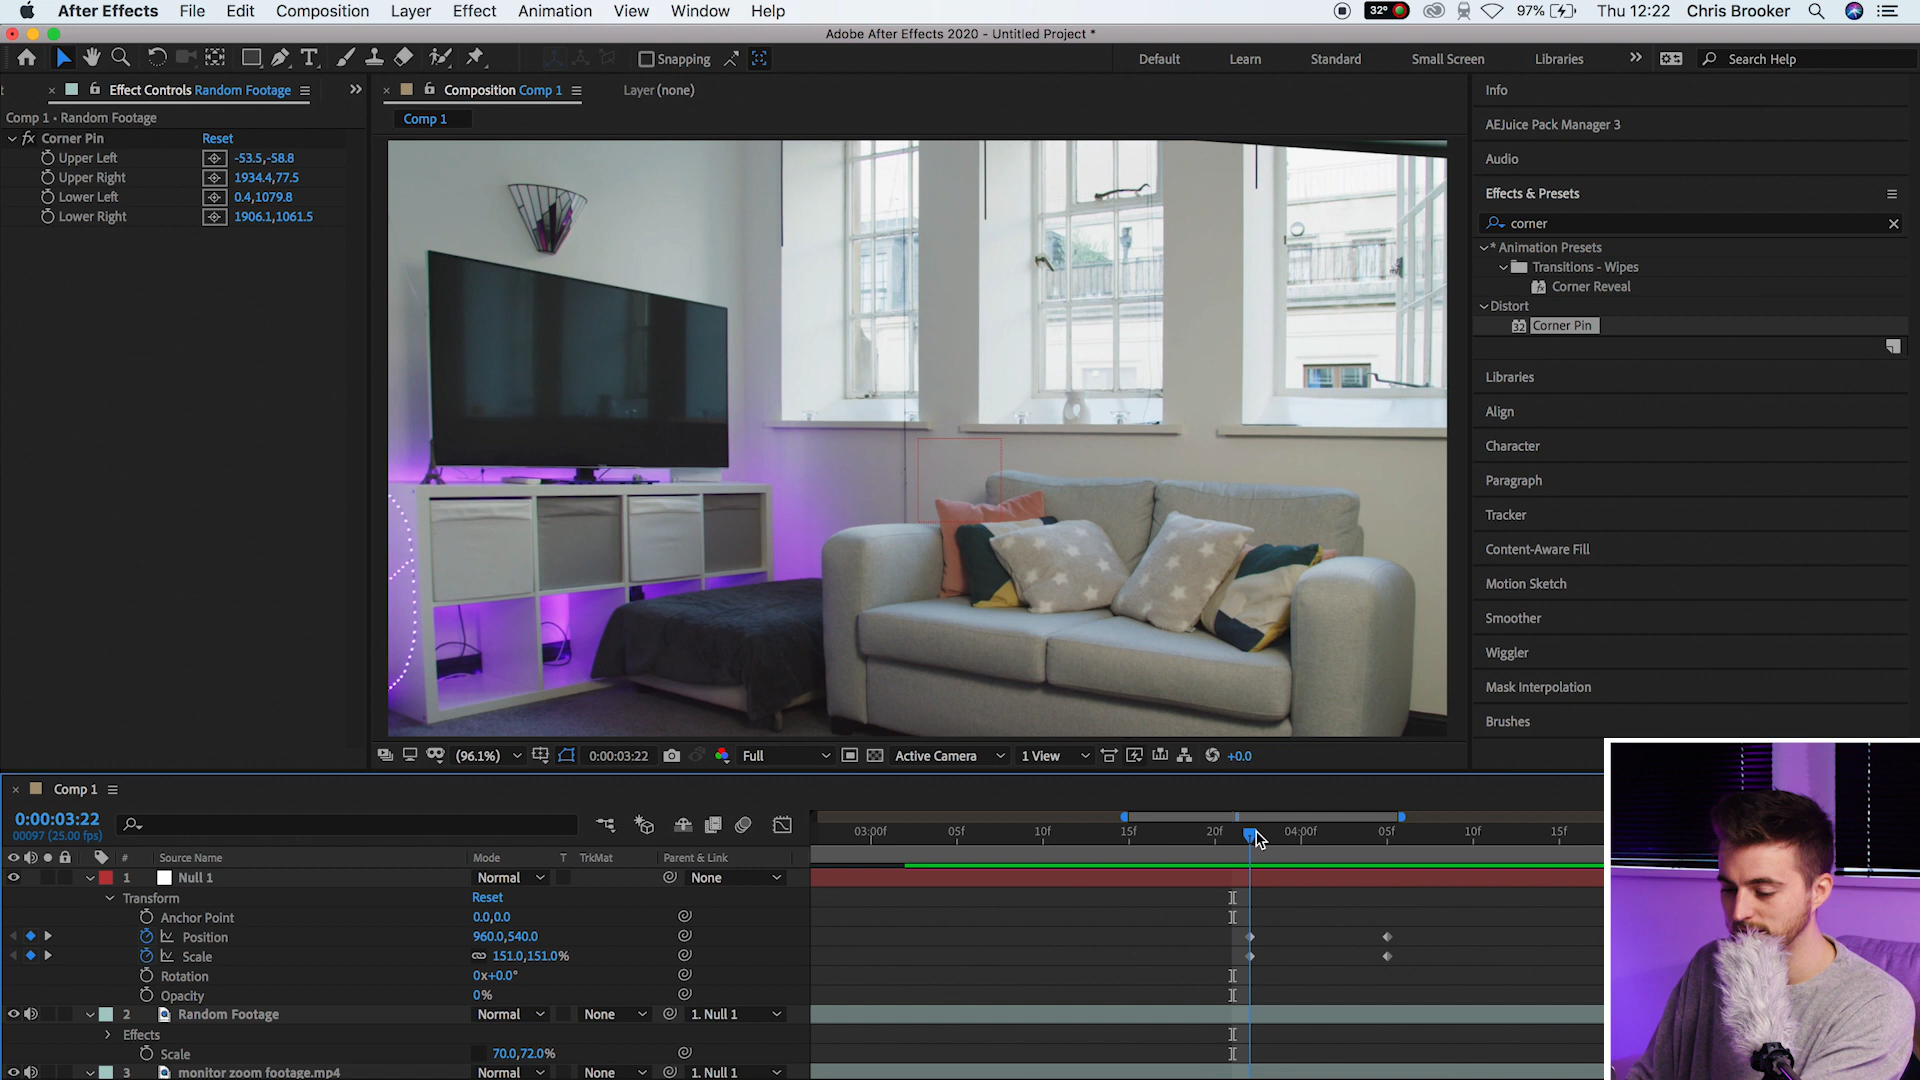 After Effects File Edit Composition Layer Effect Animation View Window Help 32° 97% Thu 12:22 Chris Brooker
Adobe After Effects 2020 - Untitled Project *
Snapping Default Learn Standard Small Screen Libraries Search Help
Effect Controls Random Footage
Comp 1 • Random Footage
fx Corner Pin Reset
Upper Left -53.5,-58.8
Upper Right 1934.4,77.5
Lower Left 0.4,1079.8
Lower Right 1906.1,1061.5
Composition Comp 1 Layer (none)
Comp 1
(96.1%) 0:00:03:22 Full Active Camera 1 View +0.0
Info
AEJuice Pack Manager 3
Audio
Effects & Presets
corner
* Animation Presets
Transitions - Wipes
Corner Reveal
Distort
32 Corner Pin
Libraries
Align
Character
Paragraph
Tracker
Content-Aware Fill
Motion Sketch
Smoother
Wiggler
Mask Interpolation
Brushes
Comp 1
0:00:03:22
00097 (25.00 fps)
03:00f 05f 10f 15f 20f 04:00f 05f 10f 15f
# Source Name Mode T TrkMat Parent & Link
1 Null 1 Normal None
Transform Reset
Anchor Point 0.0,0.0
Position 960.0,540.0
Scale 151.0,151.0%
Rotation 0x+0.0°
Opacity 0%
2 Random Footage Normal None 1. Null 1
Effects
Scale 70.0,72.0%
3 monitor zoom footage.mp4 Normal None 1. Null 1